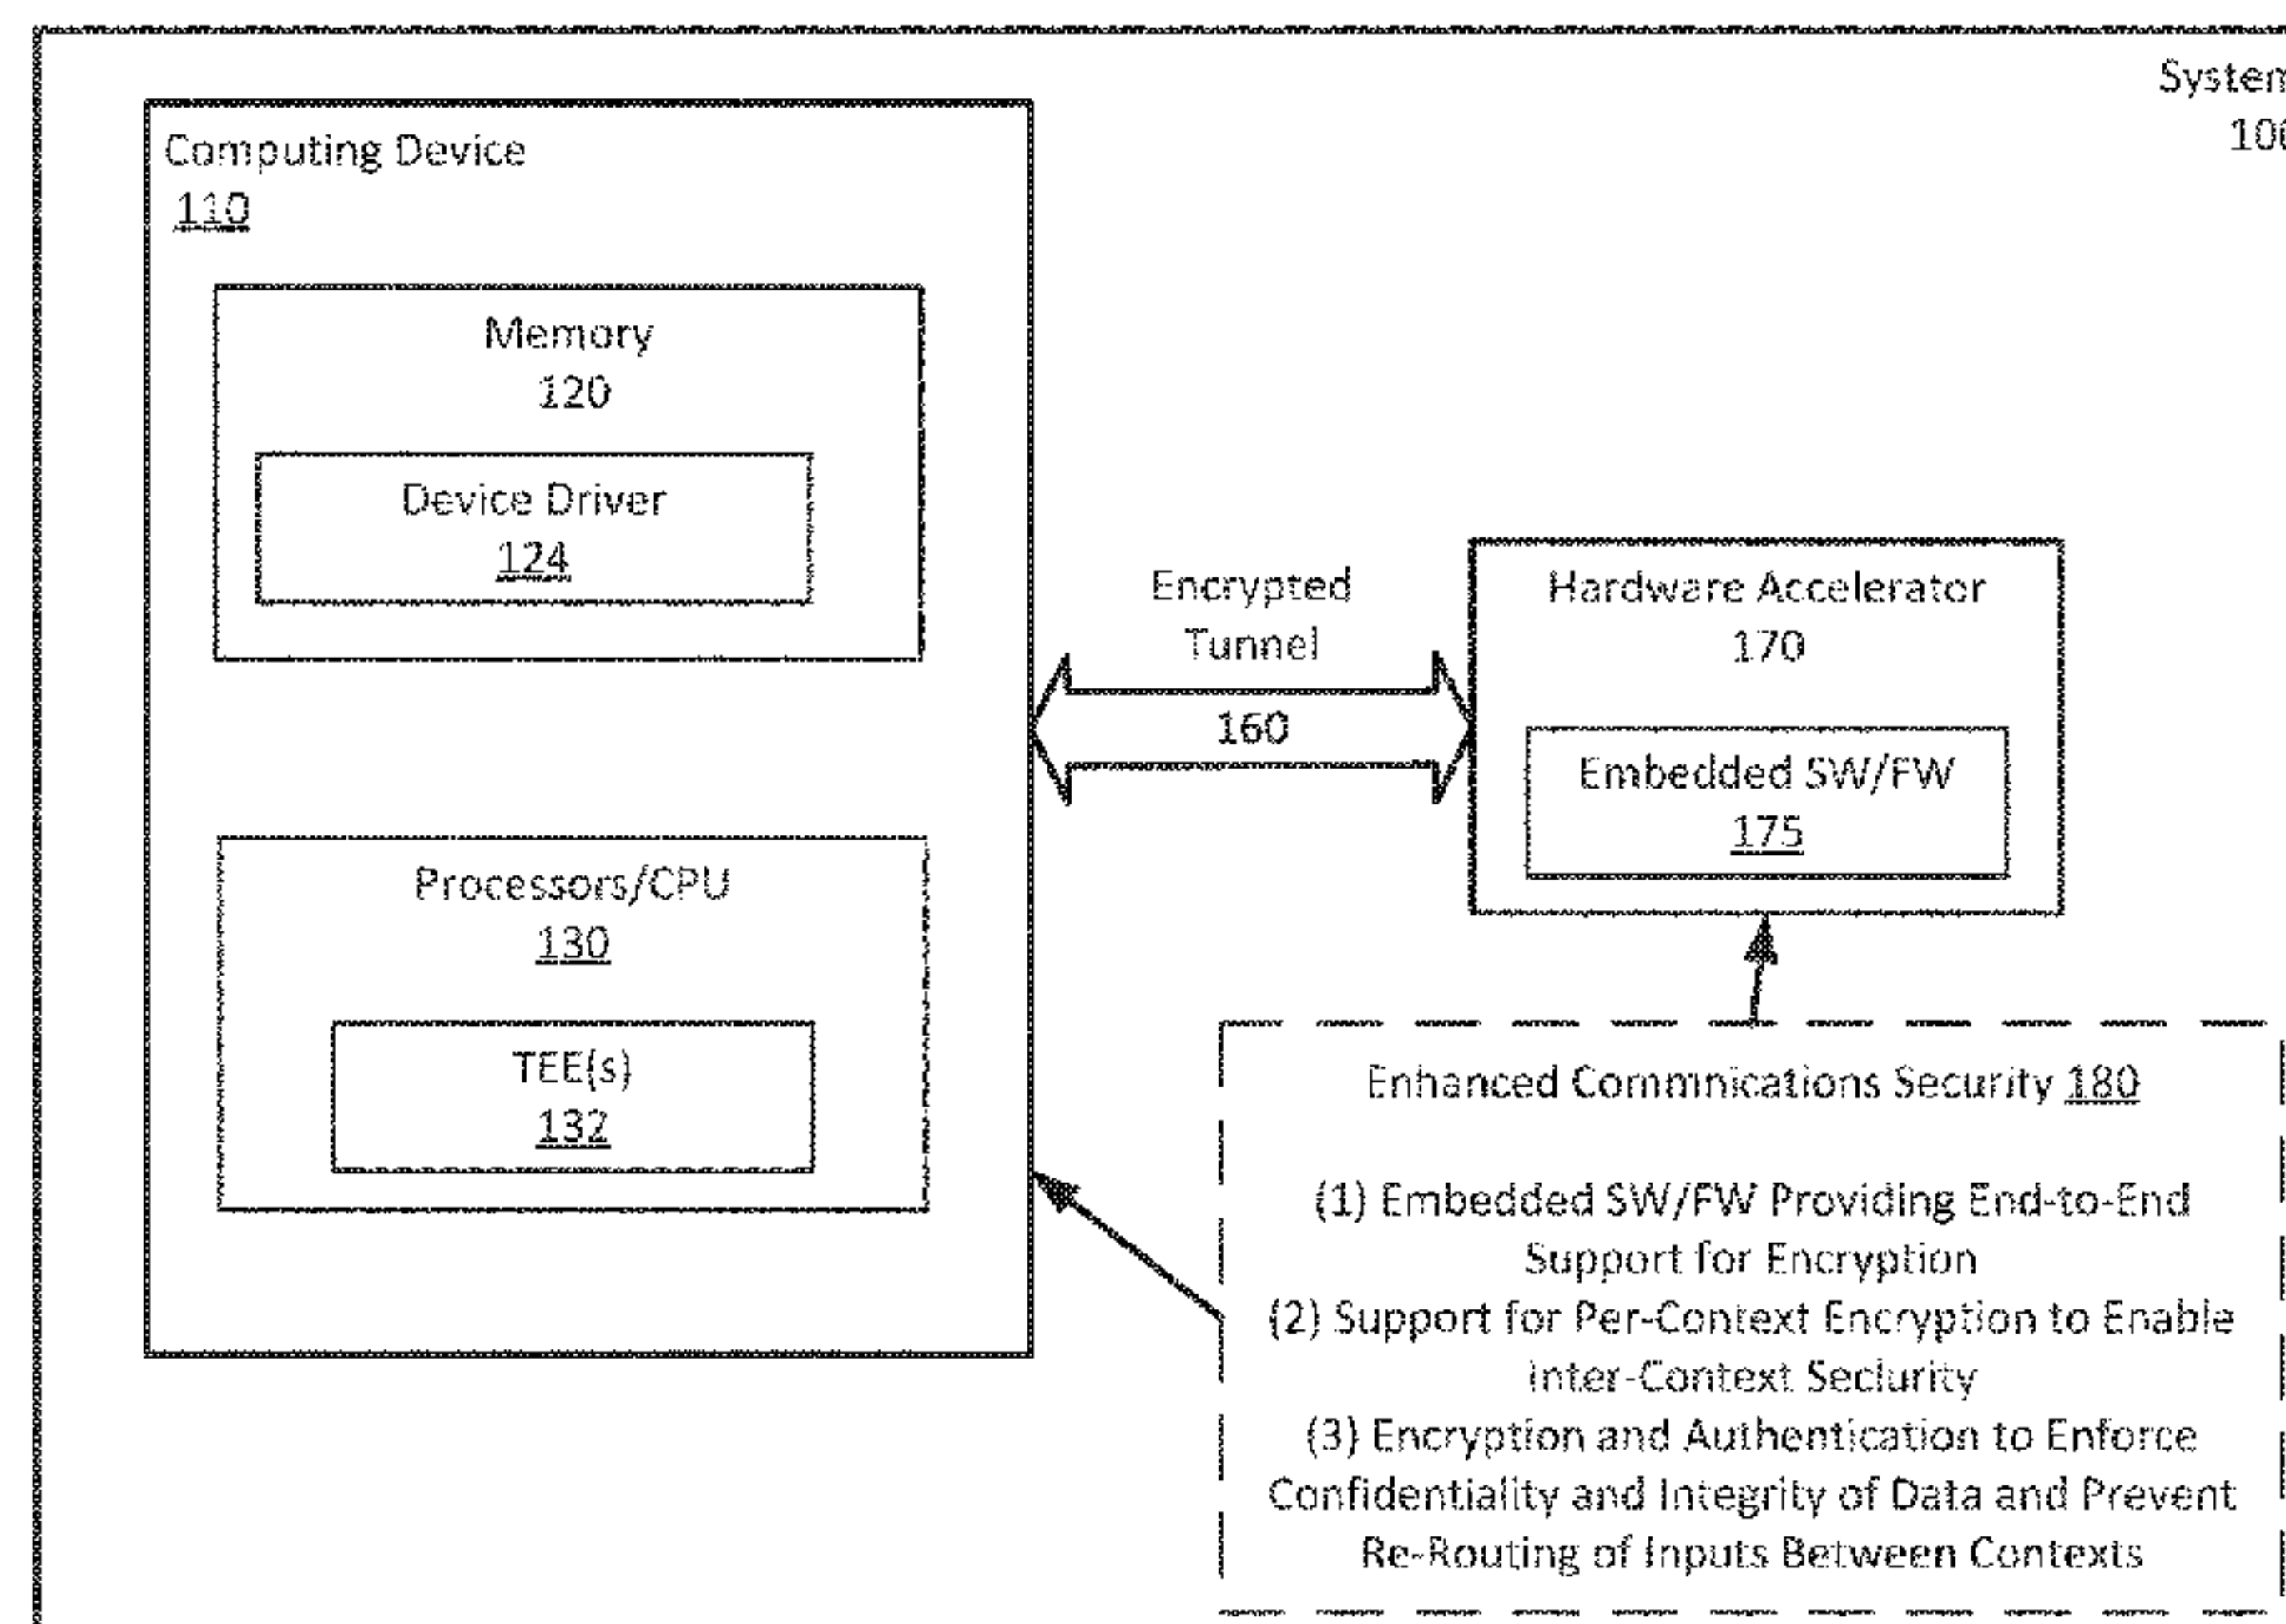 System
100
Computing Device
110
Memory
120
Device Driver
124
Encrypted
Tunnel
160
Hardware Accelerator
170
Embedded SW/FW
175
Processors/CPU
130
TEE(s)
132
Enhanced Commnications Security 180
(1) Embedded SW/FW Providing End-to-End
Support for Encryption
(2) Support for Per-Context Encryption to Enable
Inter-Context Seclurity
(3) Encryption and Authentication to Enforce
Confidentiality and Integrity of Data and Prevent
Re-Routing of Inputs Between Contexts